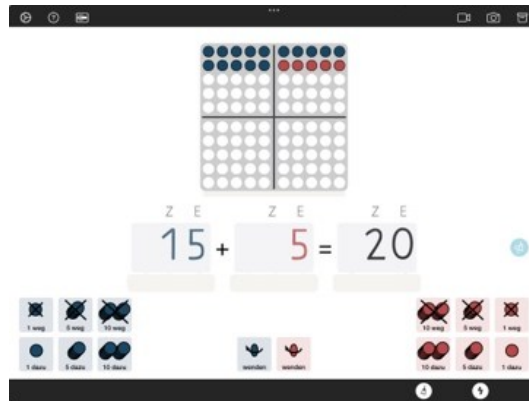 Z E Z E Z E
15 + 5 = 20
1 weg 5 weg 10 weg 10 weg 5 weg 1 weg
1 dazu 5 dazu 10 dazu wenden wenden 10 dazu 5 dazu 1 dazu